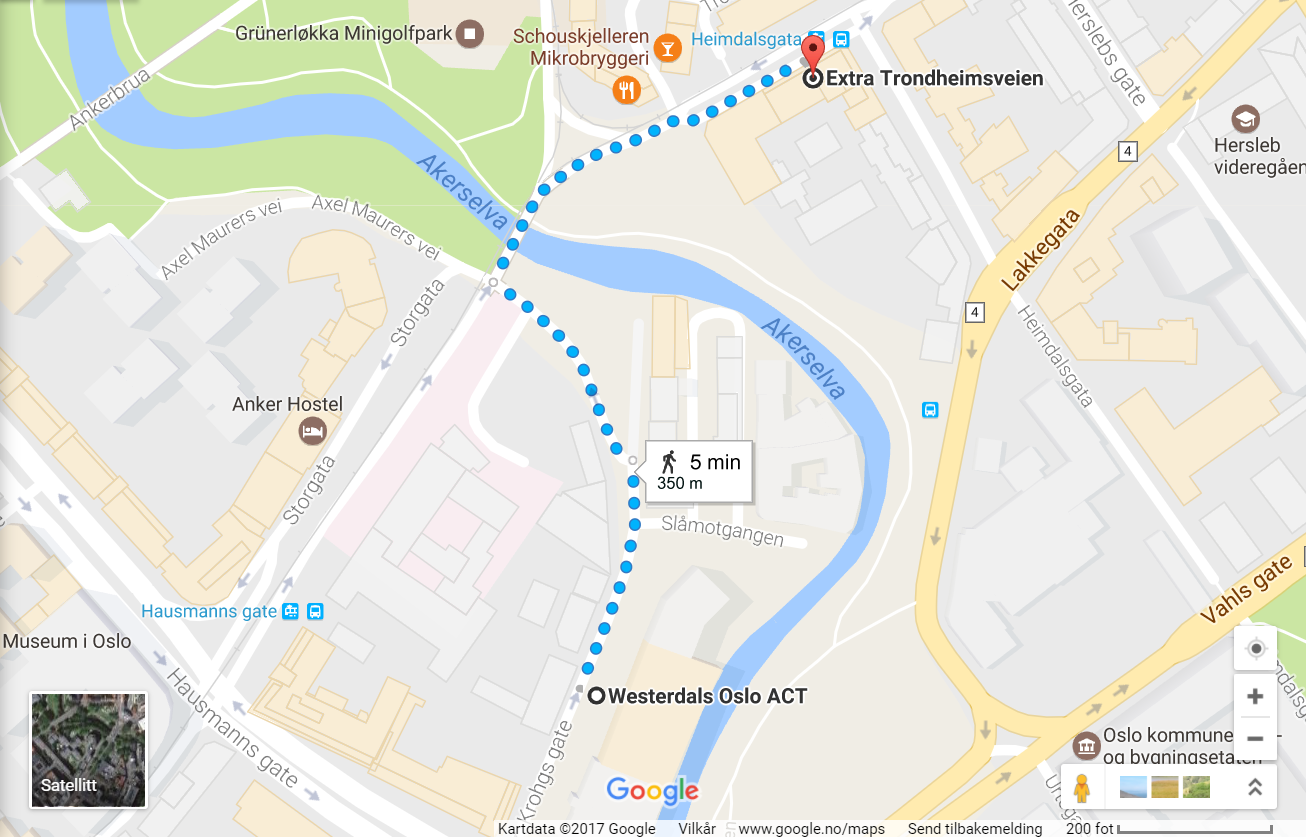 Grünerløkka Minigolfpark
Schouskjelleren
Mikrobryggeri
Heimdalsgata
Extra Trondheimsveien
Herslebs gate
Ankerbrua
4
Hersleb
Akerselva
Axel Maurers vei
Axel Maurers vei
Lakkegata
4
Storgata
Heimdalsgata
Akerselva
Anker Hostel
Storgata
5 min
350 m
Slåmotgangen
Vahls gate
Hausmanns gate
Museum i Oslo
Westerdals Oslo ACT
Hausmanns gate
Krohgs gate
Oslo kommune
Satellitt
Google
Kartdata ©2017 Google Vilkår www.google.no/maps Send tilbakemelding 200 fot